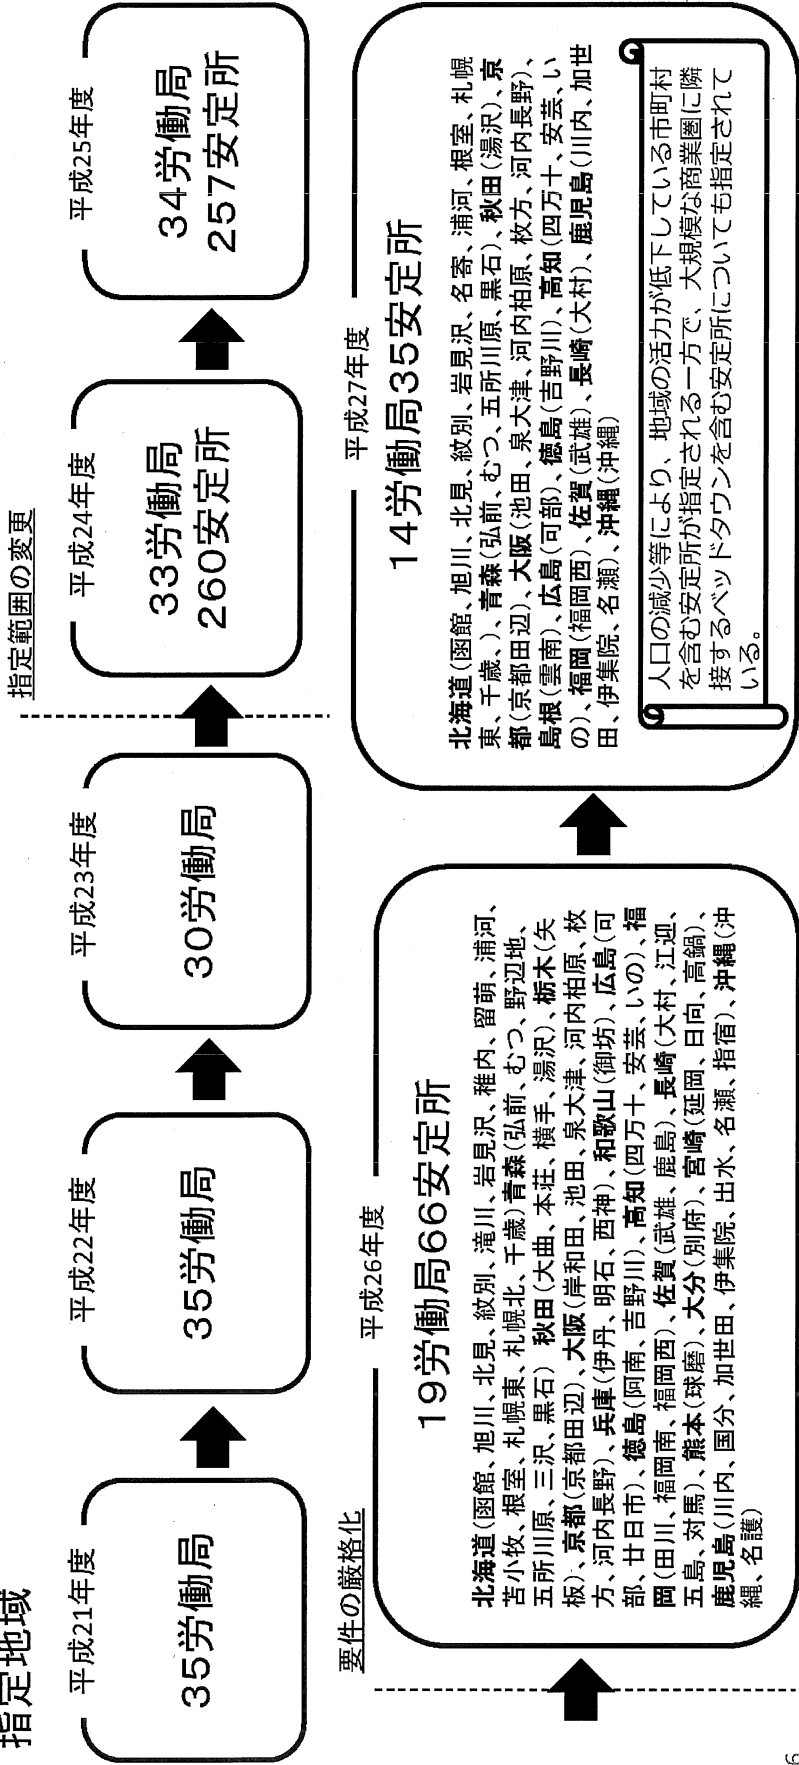 指定地域
平成21年度
35労働局
平成22年度
35労働局
平成23年度
30労働局
指定範囲の変更
平成24年度
33労働局
260安定所
平成25年度
34労働局
257安定所
要件の厳格化
平成26年度
19労働局66安定所
北海道(函館、旭川、北見、紋別、滝川、岩見沢、稚内、留萌、浦河、
苫小牧、根室、札幌東、札幌北、千歳)青森(弘前、むつ、野辺地、
五所川原、三沢、黒石) 秋田(大曲、本荘、横手、湯沢)、栃木(矢
板)、京都(京都田辺)、大阪(岸和田、池田、泉大津、河内柏原、枚
方、河内長野)、兵庫(伊丹、明石、西神)、和歌山(御坊)、広島(可
部、廿日市)、徳島(阿南、吉野川)、高知(四万十、安芸、いの)、福
岡(田川、福岡南、福岡西)、佐賀(武雄、鹿島)、長崎(大村、江迎、
五島、対馬)、熊本(球磨)、大分(別府)、宮崎(延岡、日向、高鍋)、
鹿児島(川内、国分、加世田、伊集院、出水、名瀬、指宿)、沖縄(沖
縄、名護)
平成27年度
14労働局35安定所
北海道(函館、旭川、北見、紋別、岩見沢、名寄、浦河、根室、札幌
東、千歳、)、青森(弘前、むつ、五所川原、黒石)、秋田(湯沢)、京
都(京都田辺)、大阪(池田、泉大津、河内柏原、枚方、河内長野)、
島根(雲南)、広島(可部)、徳島(吉野川)、高知(四万十、安芸、い
の)、福岡(福岡西)、佐賀(武雄)、長崎(大村)、鹿児島(川内、加世
田、伊集院、名瀬)、沖縄(沖縄)
人口の減少等により、地域の活力が低下している市町村
を含む安定所が指定される一方で、大規模な商業圏に隣
接するベッドタウンを含む安定所についても指定されて
いる。
6